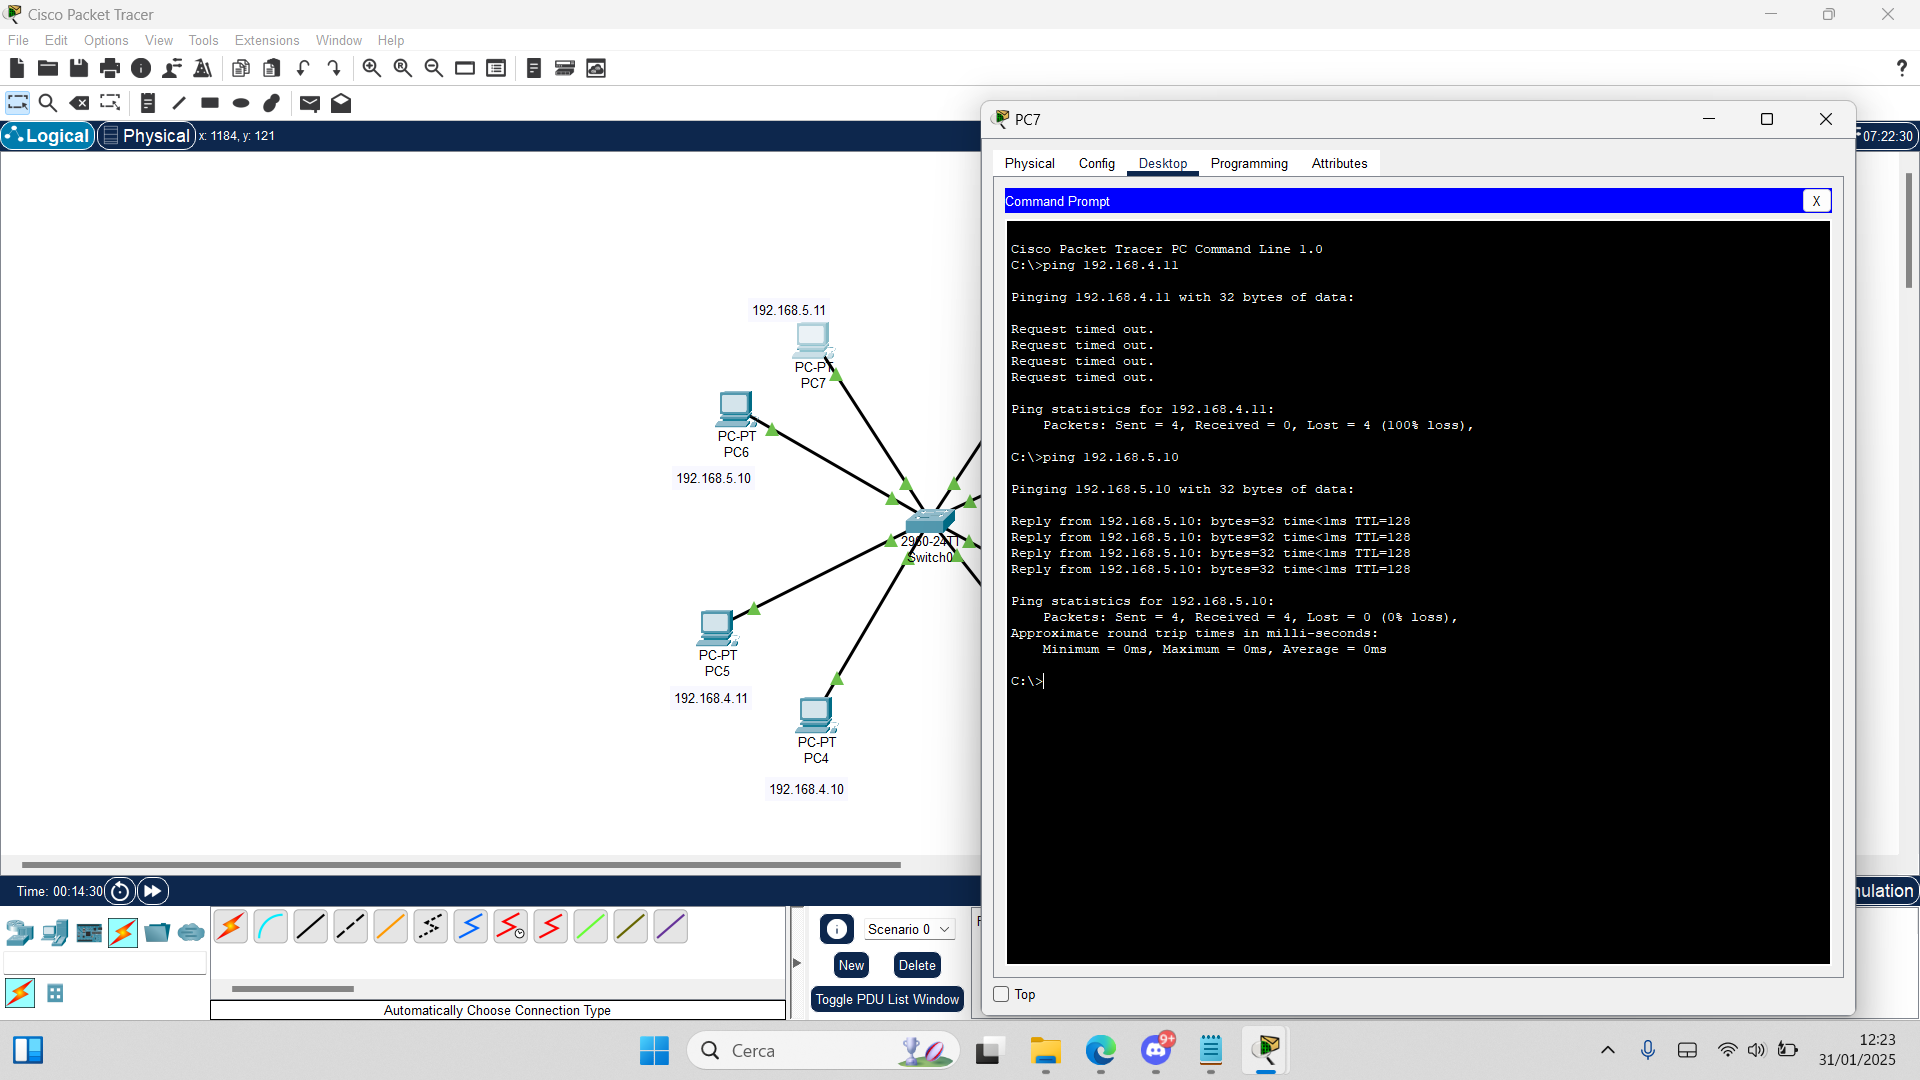 Cisco Packet Tracer
File Edit Options View Tools Extensions Window Help
?
Logical Physical x: 1184, y: 121
07:22:30
192.168.5.11
PC-PT
PC7
PC-PT
PC6
192.168.5.10
2960-24TT
Switch0
PC-PT
PC5
192.168.4.11
PC-PT
PC4
192.168.4.10
PC7
Physical Config Desktop Programming Attributes
Command Prompt X
Cisco Packet Tracer PC Command Line 1.0
C:\>ping 192.168.4.11
Pinging 192.168.4.11 with 32 bytes of data:
Request timed out.
Request timed out.
Request timed out.
Request timed out.
Ping statistics for 192.168.4.11:
Packets: Sent = 4, Received = 0, Lost = 4 (100% loss),
C:\>ping 192.168.5.10
Pinging 192.168.5.10 with 32 bytes of data:
Reply from 192.168.5.10: bytes=32 time<1ms TTL=128
Reply from 192.168.5.10: bytes=32 time<1ms TTL=128
Reply from 192.168.5.10: bytes=32 time<1ms TTL=128
Reply from 192.168.5.10: bytes=32 time<1ms TTL=128
Ping statistics for 192.168.5.10:
Packets: Sent = 4, Received = 4, Lost = 0 (0% loss),
Approximate round trip times in milli-seconds:
Minimum = 0ms, Maximum = 0ms, Average = 0ms
C:\>
Top
Time: 00:14:30
Scenario 0
New Delete
Toggle PDU List Window
Automatically Choose Connection Type
Cerca
9+
12:23
31/01/2025